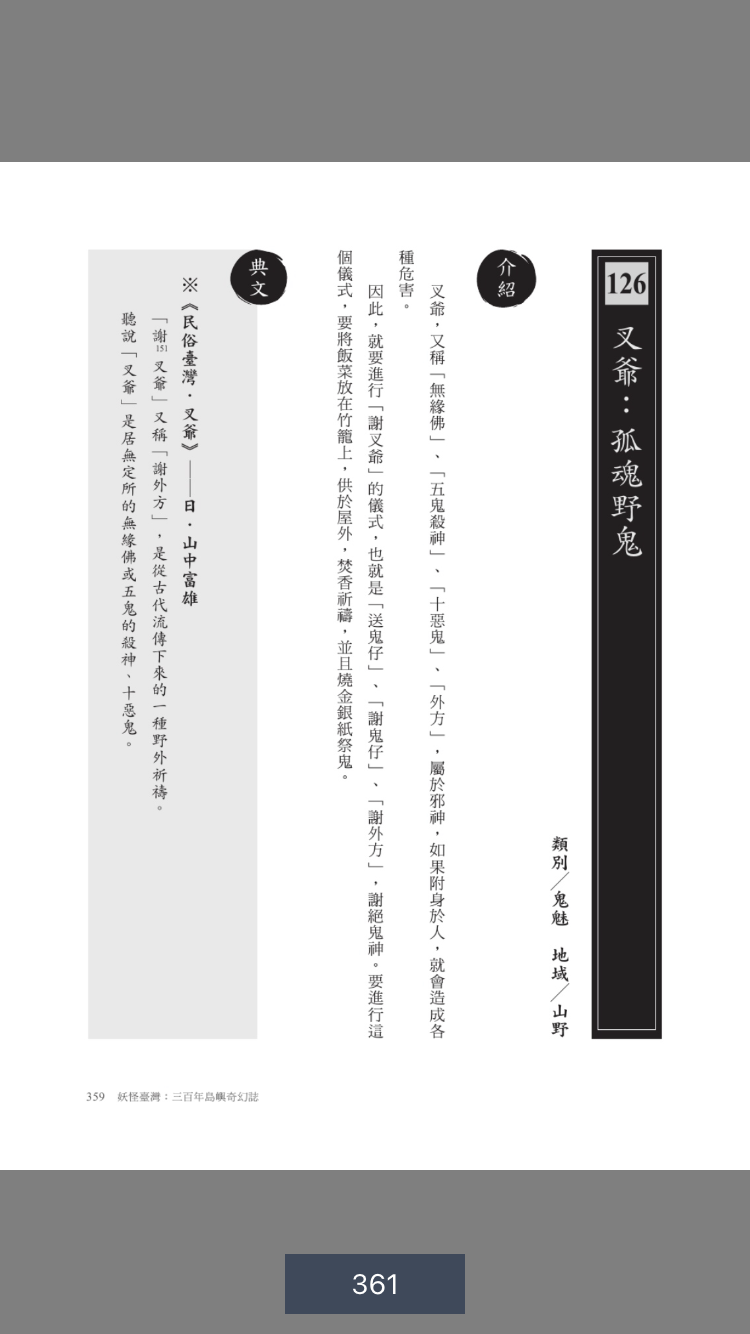 126
叉爺：孤魂野鬼
類別／鬼魅　地域／山野
介紹
叉爺，又稱「無緣佛」、「五鬼殺神」、「十惡鬼」、「外方」，屬於邪神，如果附身於人，就會造成各
種危害。
因此，就要進行「謝叉爺」的儀式，也就是「送鬼仔」、「謝鬼仔」、「謝外方」，謝絕鬼神。要進行這
個儀式，要將飯菜放在竹籠上，供於屋外，焚香祈禱，並且燒金銀紙祭鬼。
典文
※《民俗臺灣．叉爺》——日．山中富雄
「謝151叉爺」又稱「謝外方」，是從古代流傳下來的一種野外祈禱。
聽說「叉爺」是居無定所的無緣佛或五鬼的殺神、十惡鬼。
359　妖怪臺灣：三百年島嶼奇幻誌
361